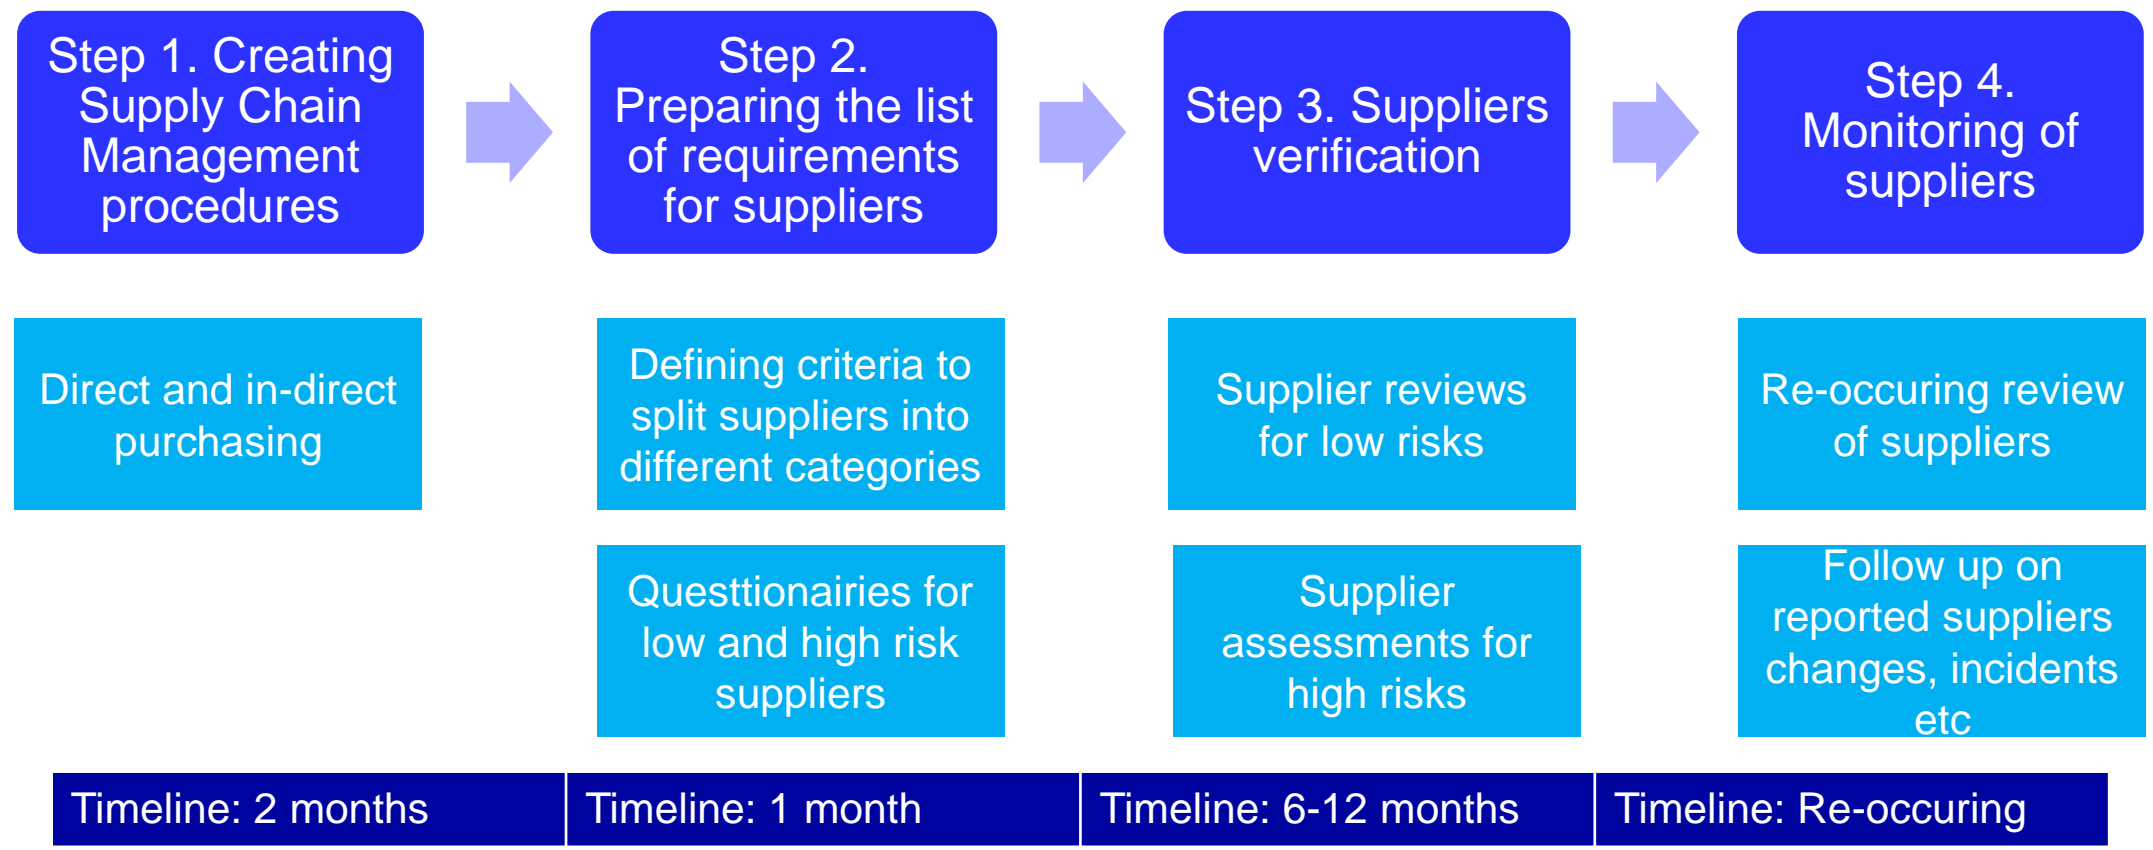 Step 1. Creating
Supply Chain
Management
procedures
Step 2.
Preparing the list
of requirements
for suppliers
Step 3. Suppliers
verification
Step 4.
Monitoring of
suppliers
Direct and in-direct
purchasing
Defining criteria to
split suppliers into
different categories
Supplier reviews
for low risks
Re-occuring review
of suppliers
Questtionairies for
low and high risk
suppliers
Supplier
assessments for
high risks
Follow up on
reported suppliers
changes, incidents
etc
Timeline: 2 months
Timeline: 1 month
Timeline: 6-12 months
Timeline: Re-occuring